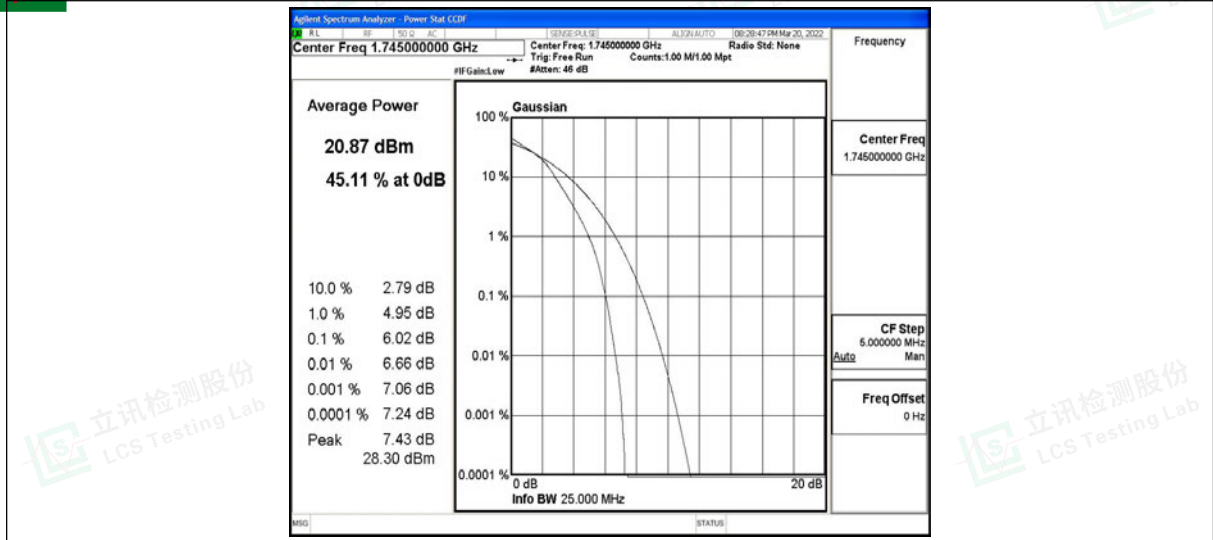 Agilent Spectrum Analyzer - Power Stat CCDF
RL RF 50 Ω AC SENSE:PULSE ALIGN AUTO 08:28:47 PM Mar 20, 2022
Center Freq 1.745000000 GHz
Center Freq: 1.745000000 GHz Radio Std: None
Trig: Free Run Counts:1.00 M/1.00 Mpt
#IFGain:Low #Atten: 46 dB
Frequency
Average Power
20.87 dBm
45.11 % at 0dB
10.0 % 2.79 dB
1.0 % 4.95 dB
0.1 % 6.02 dB
0.01 % 6.66 dB
0.001 % 7.06 dB
0.0001 % 7.24 dB
Peak 7.43 dB
28.30 dBm
Gaussian
100 %
10 %
1 %
0.1 %
0.01 %
0.001 %
0.0001 %
0 dB 20 dB
Info BW 25.000 MHz
Center Freq
1.745000000 GHz
CF Step
5.000000 MHz
Auto Man
Freq Offset
0 Hz
MSG STATUS
立讯检测股份
LCS Testing Lab
立讯检测股份
LCS Testing Lab